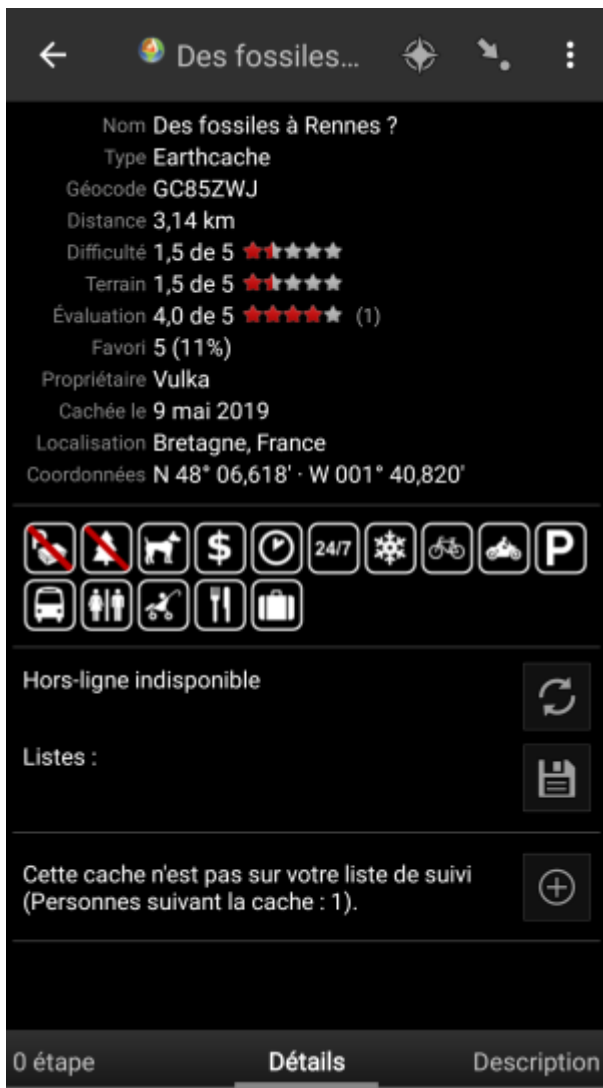 Des fossiles...
Nom Des fossiles à Rennes ?
Type Earthcache
Géocode GC85ZWJ
Distance 3,14 km
Difficulté 1,5 de 5
Terrain 1,5 de 5
Évaluation 4,0 de 5 (1)
Favori 5 (11%)
Propriétaire Vulka
Cachée le 9 mai 2019
Localisation Bretagne, France
Coordonnées N 48° 06,618' · W 001° 40,820'
$ 24/7 P
Hors-ligne indisponible
Listes :
Cette cache n'est pas sur votre liste de suivi
(Personnes suivant la cache : 1).
0 étape Détails Description